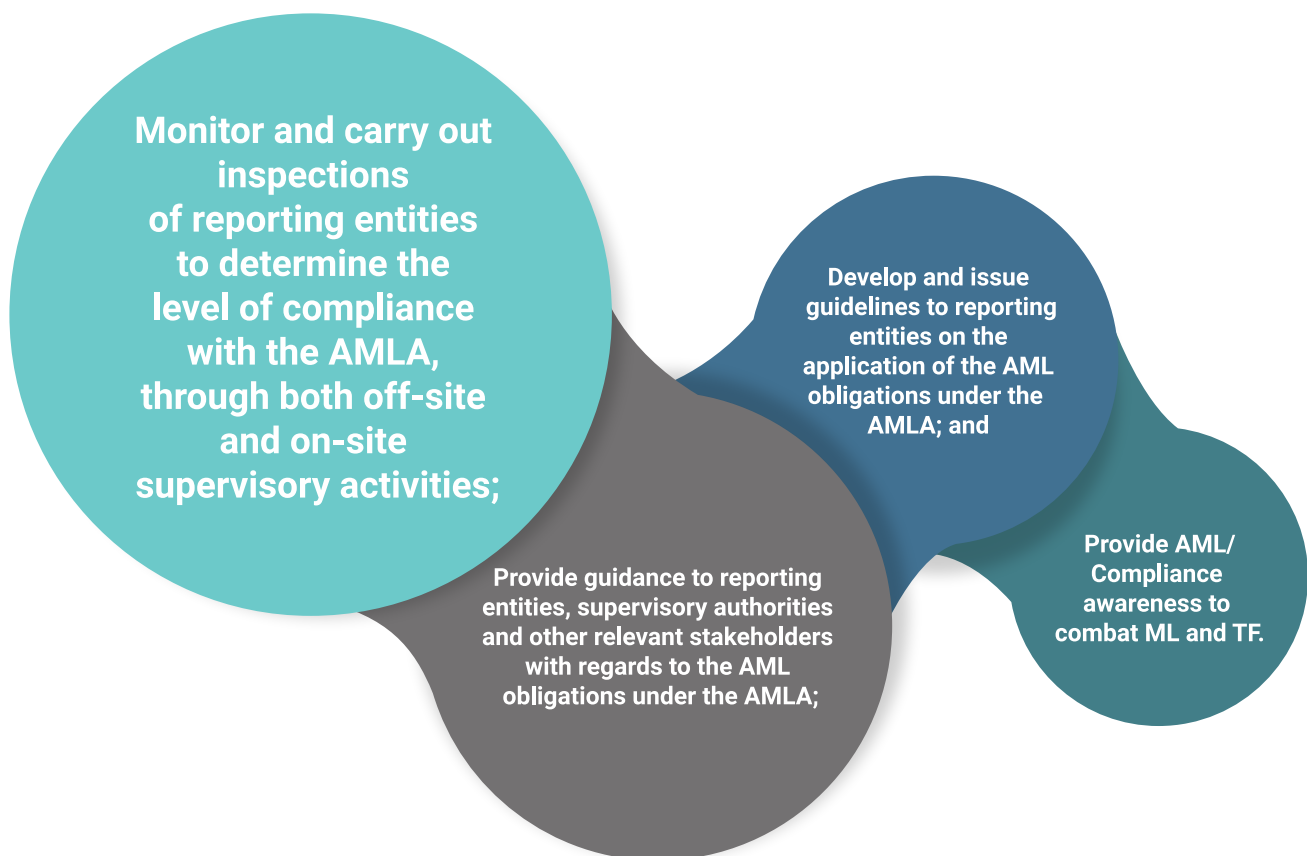 Monitor and carry out
inspections
of reporting entities
to determine the
level of compliance
with the AMLA,
through both off-site
and on-site
supervisory activities;
Provide guidance to reporting
entities, supervisory authorities
and other relevant stakeholders
with regards to the AML
obligations under the AMLA;
Develop and issue
guidelines to reporting
entities on the
application of the AML
obligations under the
AMLA; and
Provide AML/
Compliance
awareness to
combat ML and TF.